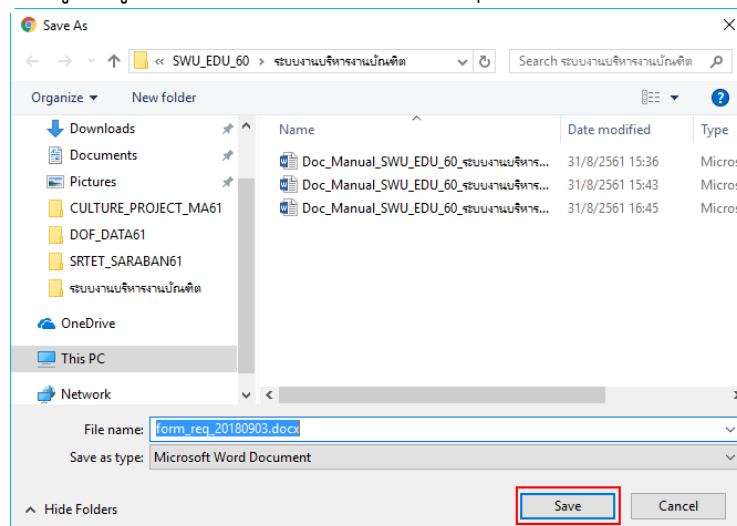 Save As
« SWU_EDU_60 › ระบบงานบริหารงานบัณฑิต
Search ระบบงานบริหารงานบัณฑิต
Organize
New folder
Name
Date modified
Type
Downloads
Documents
Pictures
CULTURE_PROJECT_MA61
DOF_DATA61
SRTET_SARABAN61
ระบบงานบริหารงานบัณฑิต
OneDrive
This PC
Network
Doc_Manual_SWU_EDU_60_ระบบงานบริหาร... 31/8/2561 15:36 Micros
Doc_Manual_SWU_EDU_60_ระบบงานบริหาร... 31/8/2561 15:43 Micros
Doc_Manual_SWU_EDU_60_ระบบงานบริหาร... 31/8/2561 16:45 Micros
File name: form_req_20180903.docx
Save as type: Microsoft Word Document
Hide Folders
Save
Cancel